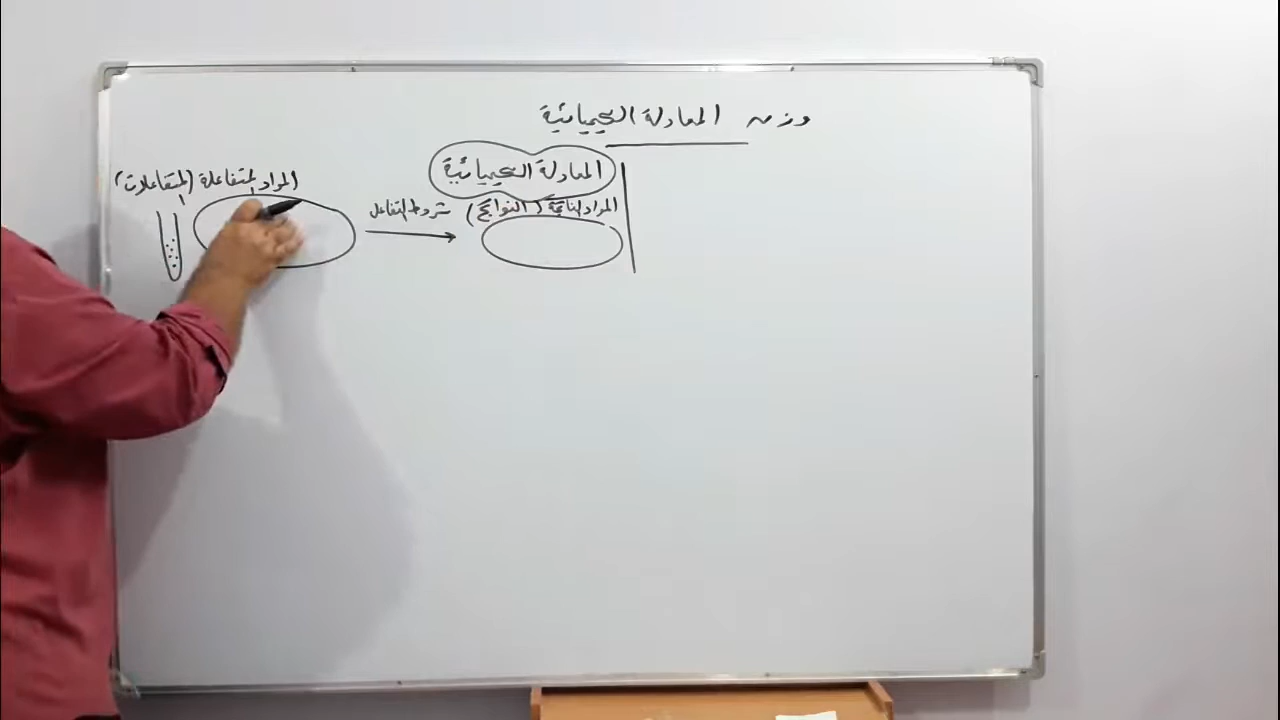 وزن المعادلة الكيميائية
المعادلة الكيميائية
المواد المتفاعلة (المتفاعلات)
شروط التفاعل
المواد الناتجة (النواتج)